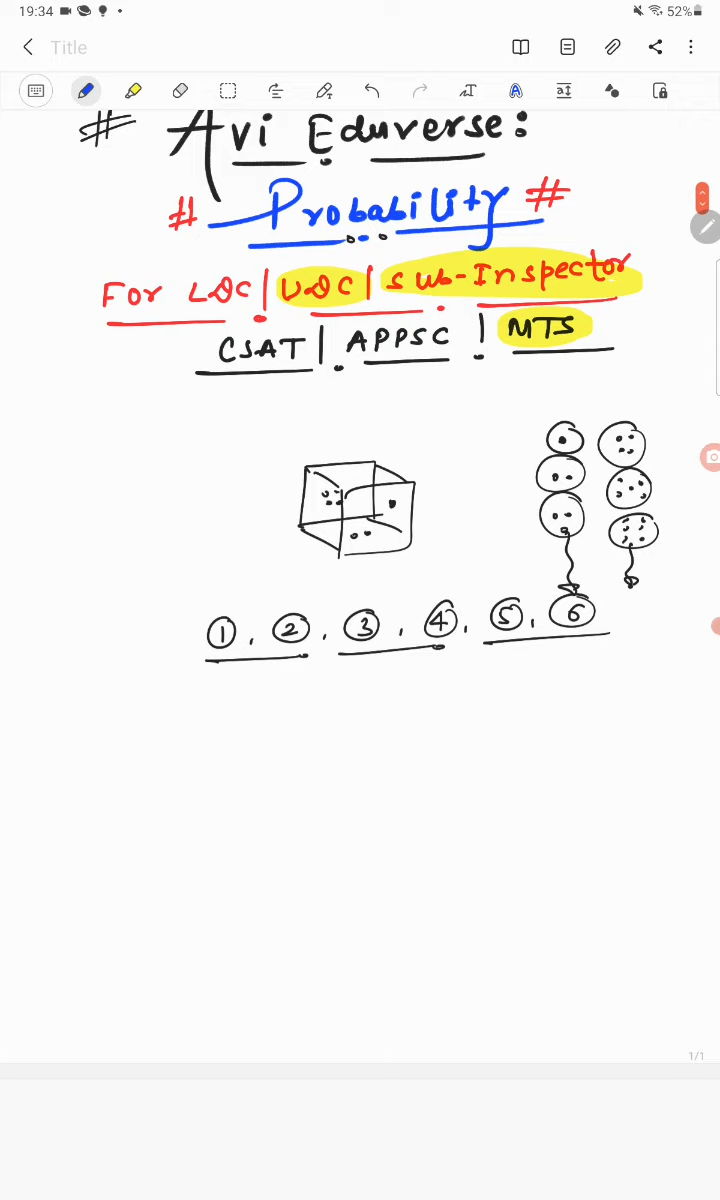 19:34 52%
Title
# Avi Eduverse:
# Probability #
For LDC | UDC | Sub-Inspector
CSAT | APPSC | MTS
1, 2, 3, 4, 5, 6
1/1